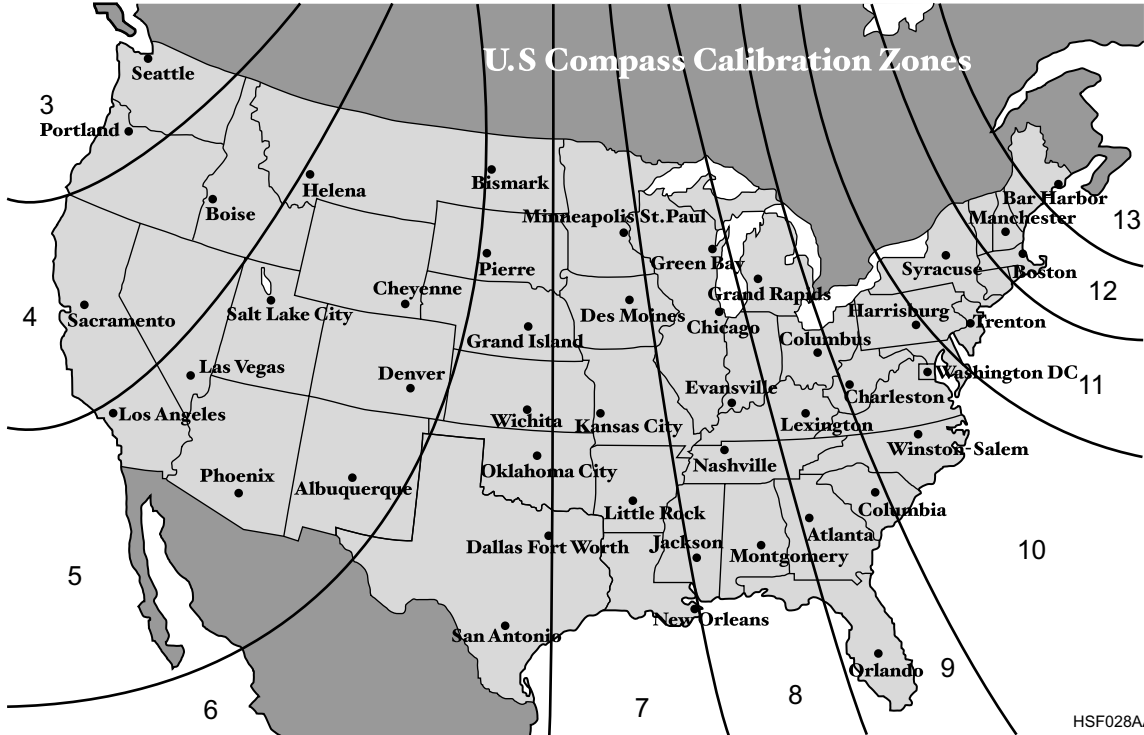 U.S Compass Calibration Zones
Seattle
3
Portland
Helena
Bismark
Boise
Bar Harbor
Minneapolis St.Paul
Manchester
13
Green Bay
Pierre
Syracuse
Boston
Cheyenne
Grand Rapids
12
4
Sacramento
Salt Lake City
Des Moines
Harrisburg
Chicago
Trenton
Grand Island
Columbus
Las Vegas
Denver
Washington DC
11
Evansville
Charleston
Los Angeles
Wichita
Kansas City
Lexington
Winston-Salem
Oklahoma City
Nashville
Phoenix
Albuquerque
Little Rock
Columbia
Atlanta
Dallas Fort Worth
Jackson
Montgomery
10
5
New Orleans
San Antonio
Orlando
9
6
7
8
HSF028A